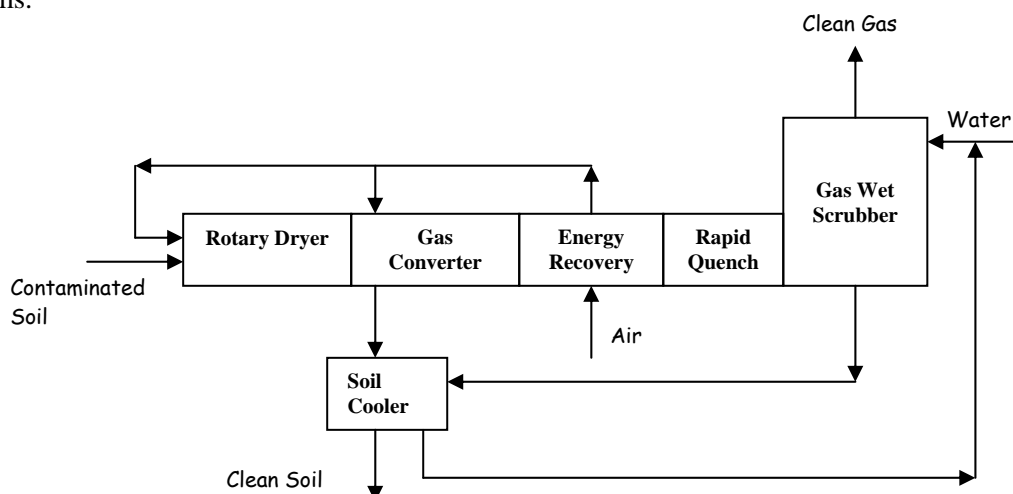 ns.
Clean Gas
Water
Gas Wet
Scrubber
Rotary Dryer
Gas
Converter
Energy
Recovery
Rapid
Quench
Contaminated
Soil
Air
Soil
Cooler
Clean Soil